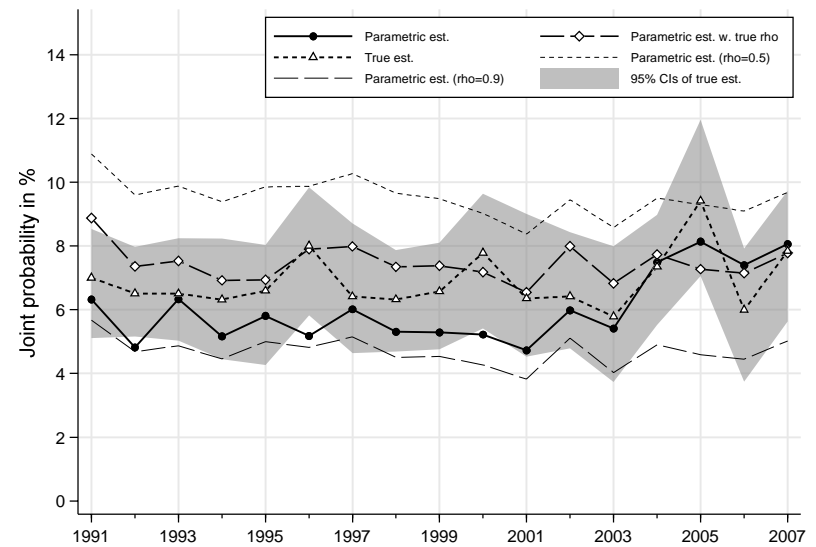 Parametric est.
Parametric est. w. true rho
True est.
Parametric est. (rho=0.5)
Parametric est. (rho=0.9)
95% CIs of true est.
Joint probability in %
14
12
10
8
6
4
2
0
1991 1993 1995 1997 1999 2001 2003 2005 2007